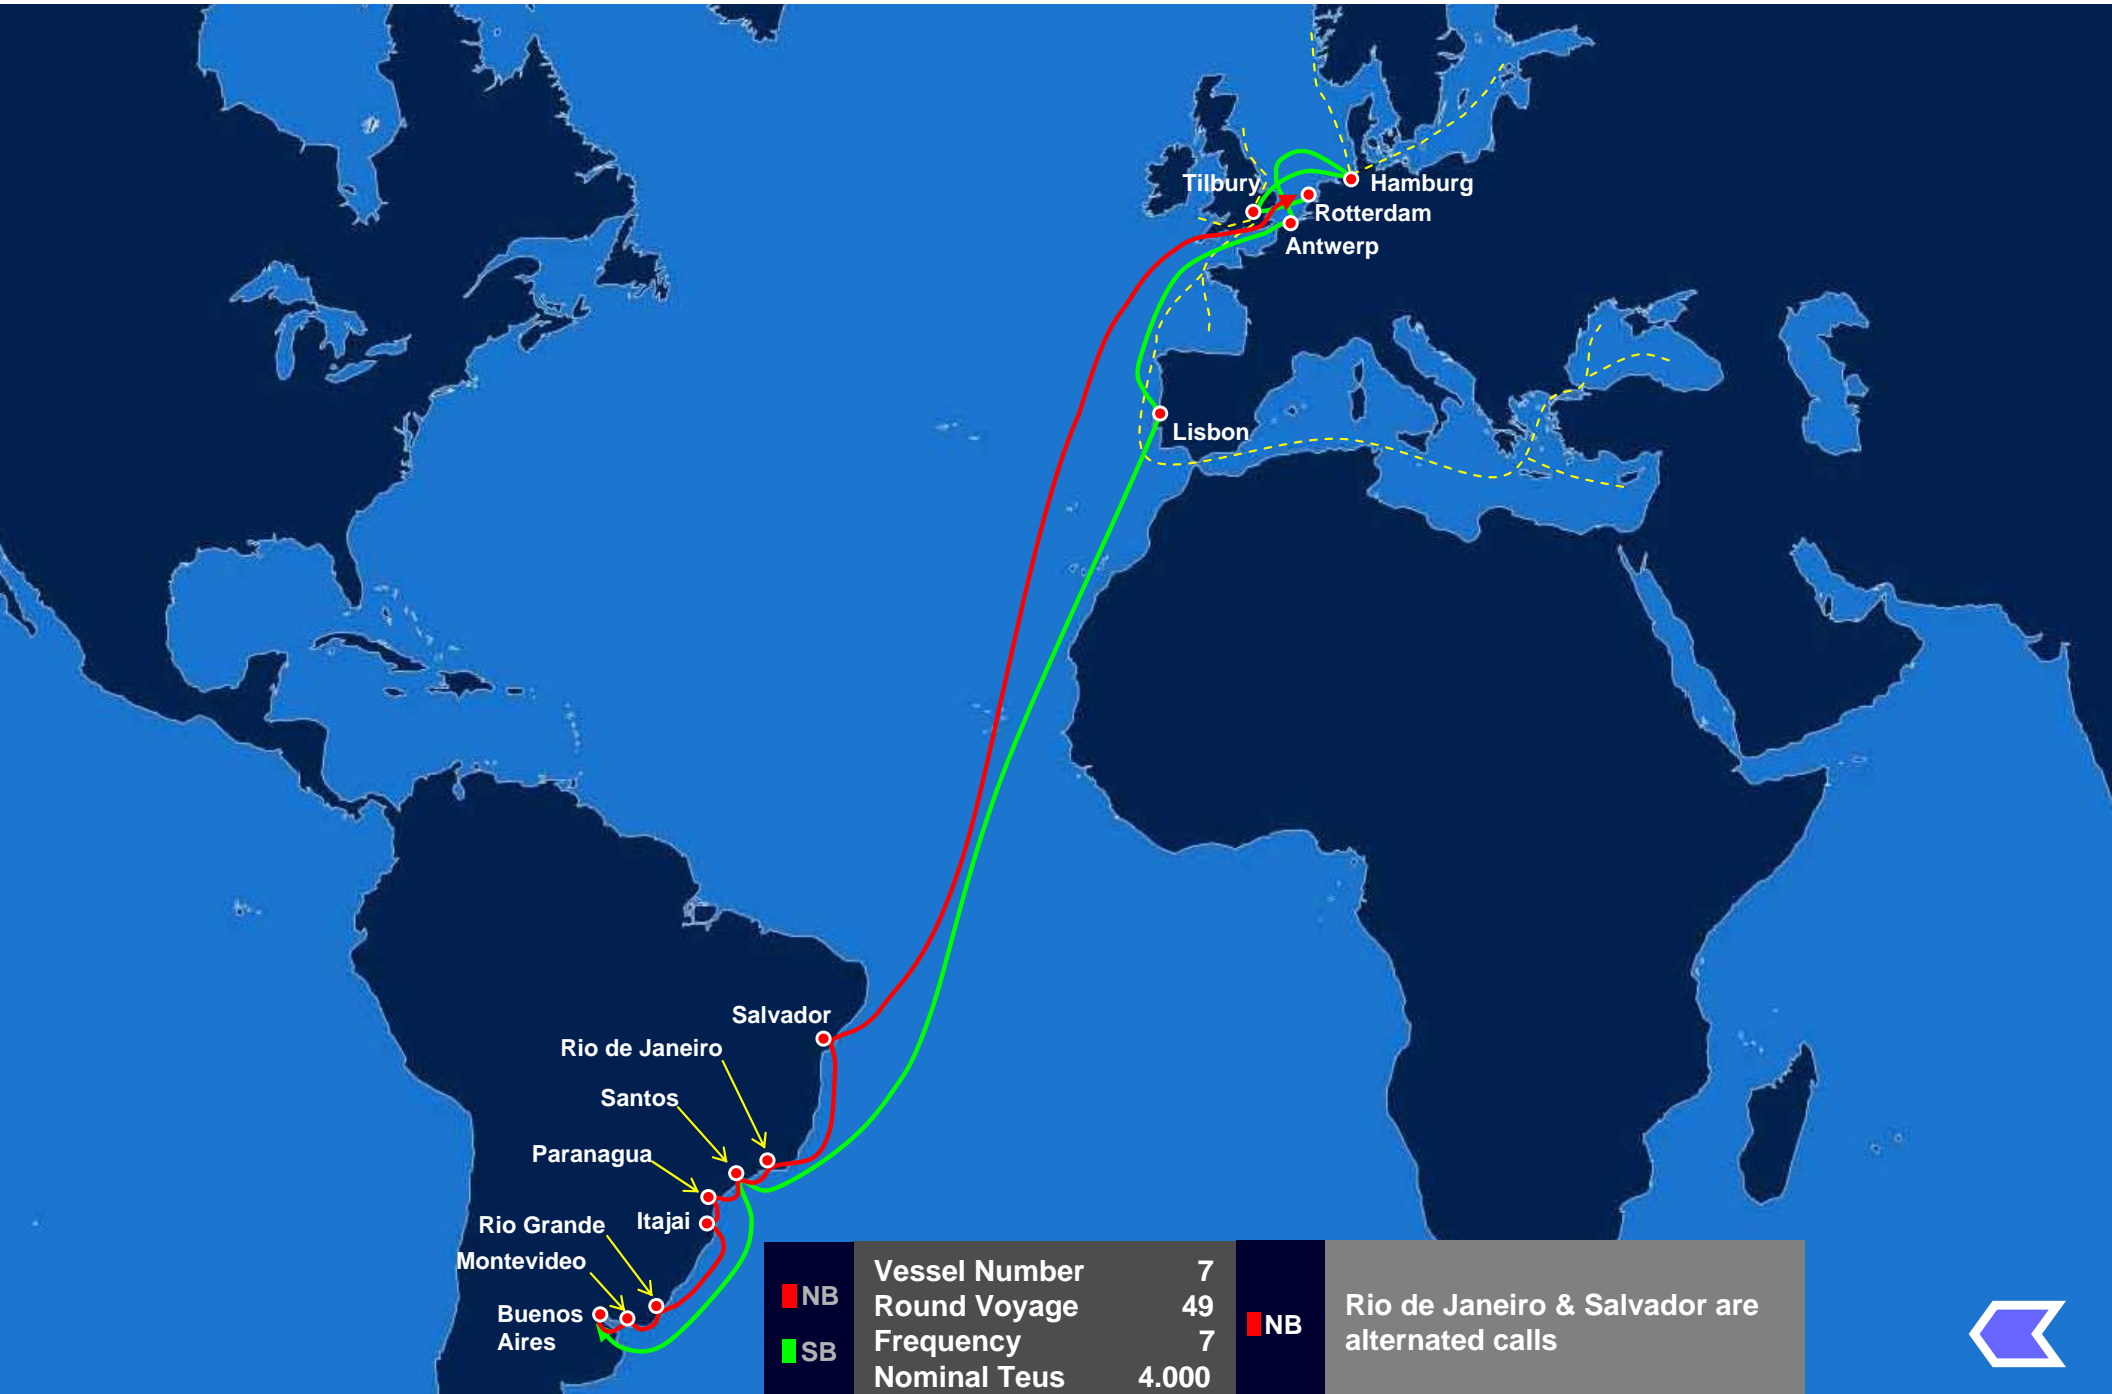 Tilbury
Hamburg
Rotterdam
Antwerp
Lisbon
Salvador
Rio de Janeiro
Santos
Paranagua
Itajai
Rio Grande
Montevideo
Buenos
Aires
NB
SB
Vessel Number 7
Round Voyage 49
Frequency 7
Nominal Teus 4.000
NB
Rio de Janeiro & Salvador are
alternated calls